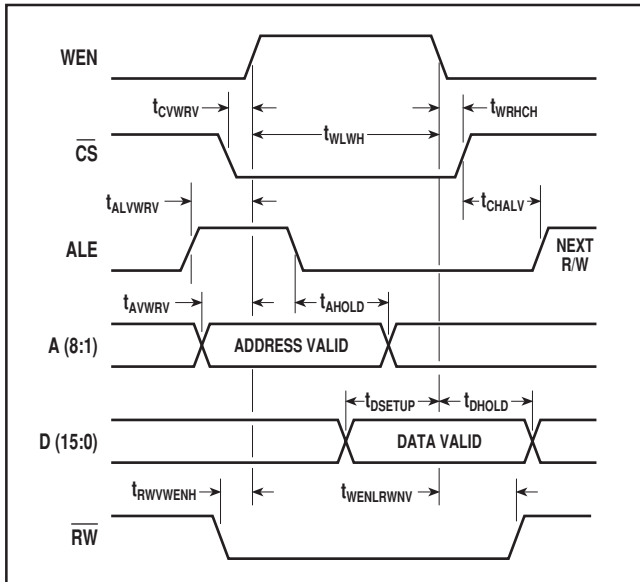 WEN
tCVWRV
tWRHCH
tWLWH
CS
tALVWRV
tCHALV
ALE
NEXT
R/W
tAVWRV
tAHOLD
A (8:1)
ADDRESS VALID
tDSETUP
tDHOLD
D (15:0)
DATA VALID
tRWVWENH
tWENLRWNV
RW